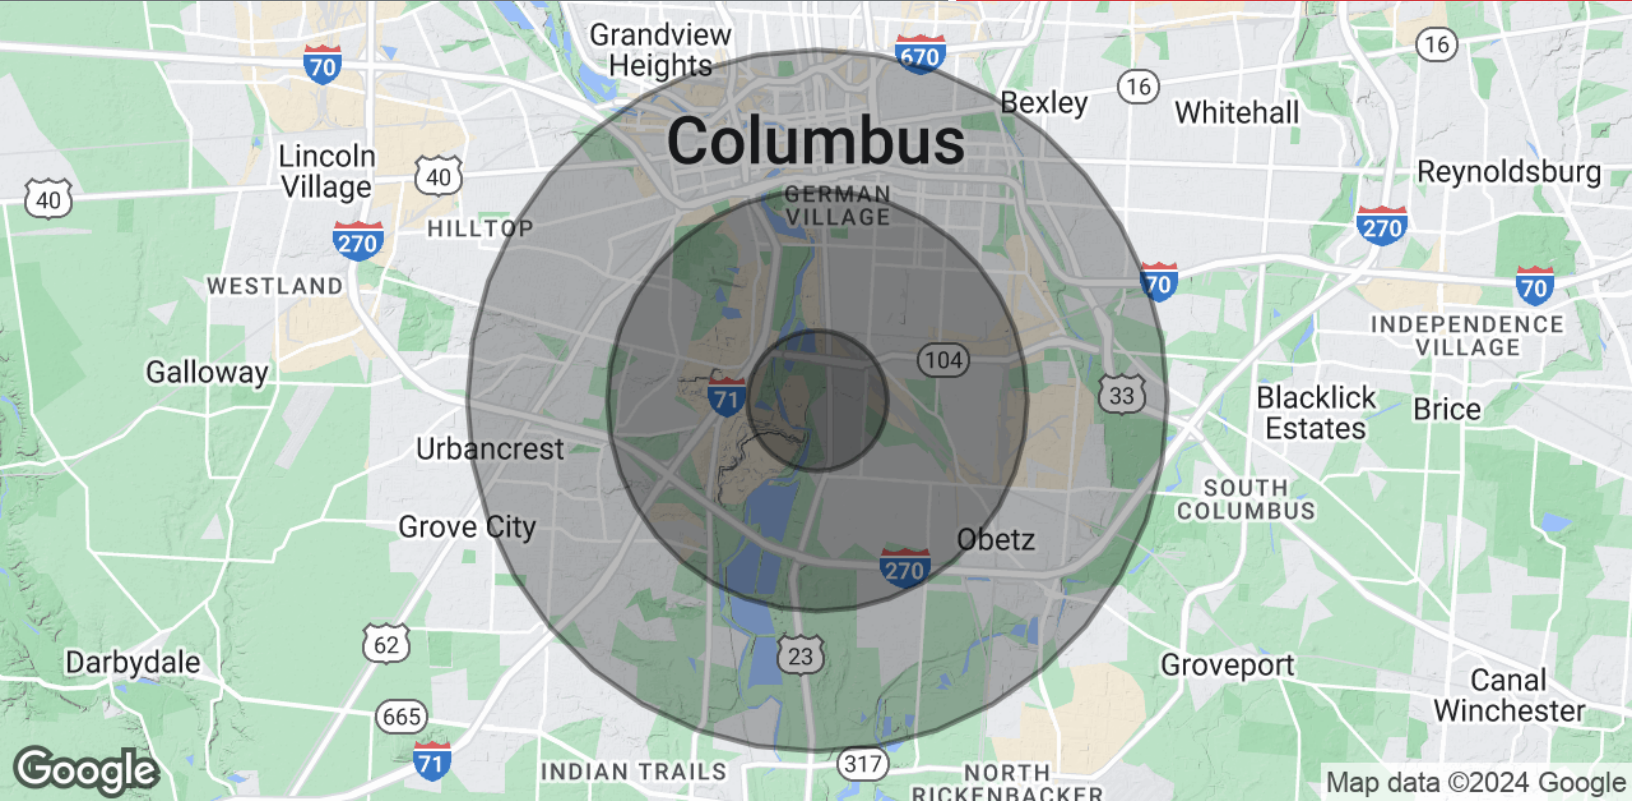 Grandview
Heights
670
16
70
16
Bexley
Whitehall
Columbus
Lincoln
Village
40
Reynoldsburg
40
GERMAN
VILLAGE
HILLTOP
270
270
WESTLAND
70
70
INDEPENDENCE
VILLAGE
104
Galloway
71
33
Blacklick
Estates
Brice
Urbancrest
SOUTH
COLUMBUS
Grove City
Obetz
270
62
23
Darbydale
Groveport
Canal
Winchester
665
71
317
Google
INDIAN TRAILS
NORTH
RICKENBACKER
Map data ©2024 Google